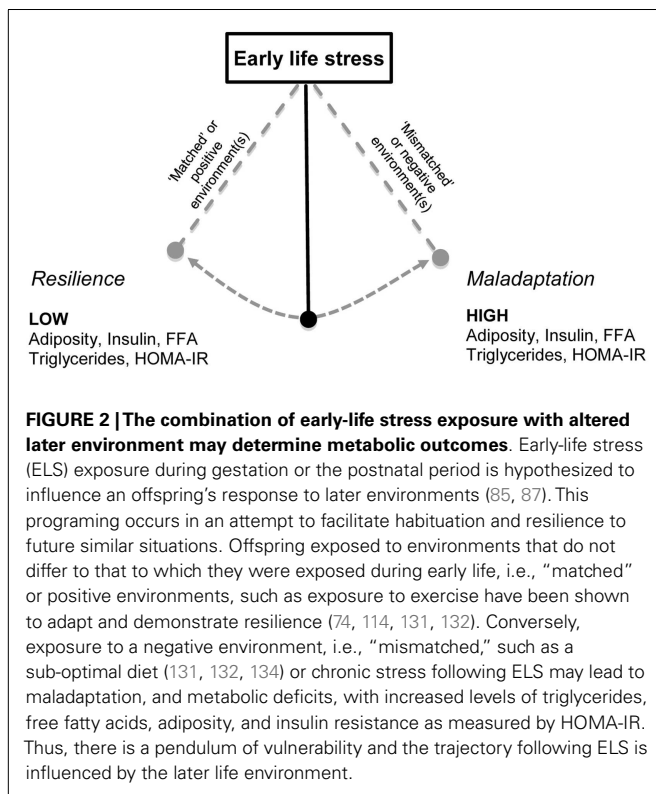 Early life stress
'Matched' or
positive
environment(s)
'Mismatched'
or negative
environment(s)
Resilience
Maladaptation
LOW
Adiposity, Insulin, FFA
Triglycerides, HOMA-IR
HIGH
Adiposity, Insulin, FFA
Triglycerides, HOMA-IR
FIGURE 2 | The combination of early-life stress exposure with altered
later environment may determine metabolic outcomes. Early-life stress
(ELS) exposure during gestation or the postnatal period is hypothesized to
influence an offspring's response to later environments (85, 87). This
programing occurs in an attempt to facilitate habituation and resilience to
future similar situations. Offspring exposed to environments that do not
differ to that to which they were exposed during early life, i.e., “matched”
or positive environments, such as exposure to exercise have been shown
to adapt and demonstrate resilience (74, 114, 131, 132). Conversely,
exposure to a negative environment, i.e., “mismatched,” such as a
sub-optimal diet (131, 132, 134) or chronic stress following ELS may lead to
maladaptation, and metabolic deficits, with increased levels of triglycerides,
free fatty acids, adiposity, and insulin resistance as measured by HOMA-IR.
Thus, there is a pendulum of vulnerability and the trajectory following ELS is
influenced by the later life environment.